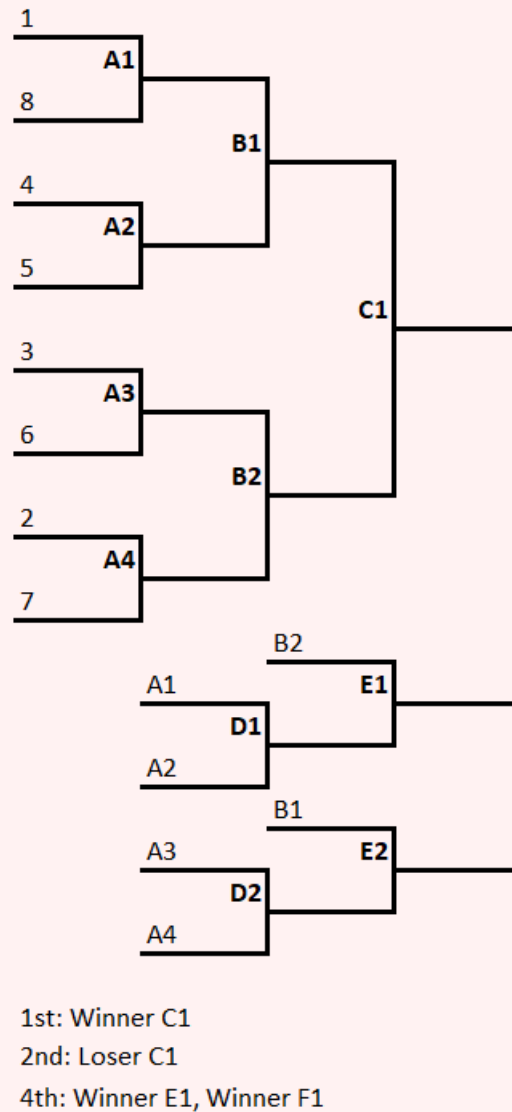 1
A1
8
B1
4
A2
5
C1
3
A3
6
B2
2
A4
7
B2
A1
E1
D1
A2
B1
A3
E2
D2
A4
1st: Winner C1
2nd: Loser C1
4th: Winner E1, Winner F1